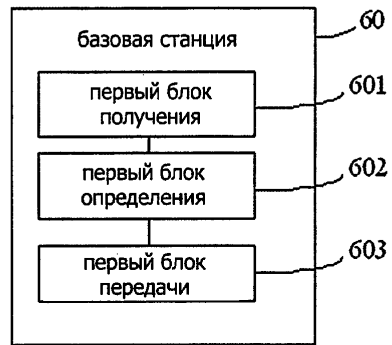 60
базовая станция
первый блок
получения
601
первый блок
определения
602
первый блок
передачи
603